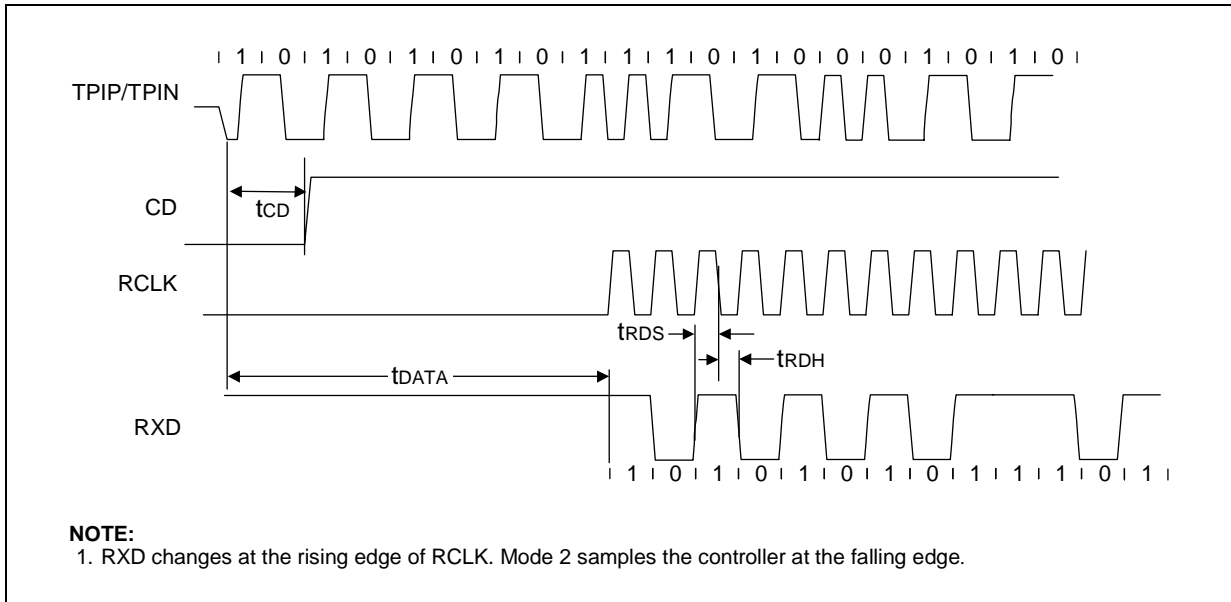 1 0 1 0 1 0 1 0 1 1 1 0 1 0 0 0 1 0 1 0
TPIP/TPIN
CD
tCD
RCLK
tRDS
tRDH
tDATA
RXD
1 0 1 0 1 0 1 0 1 1 1 0 1
NOTE:
1. RXD changes at the rising edge of RCLK. Mode 2 samples the controller at the falling edge.